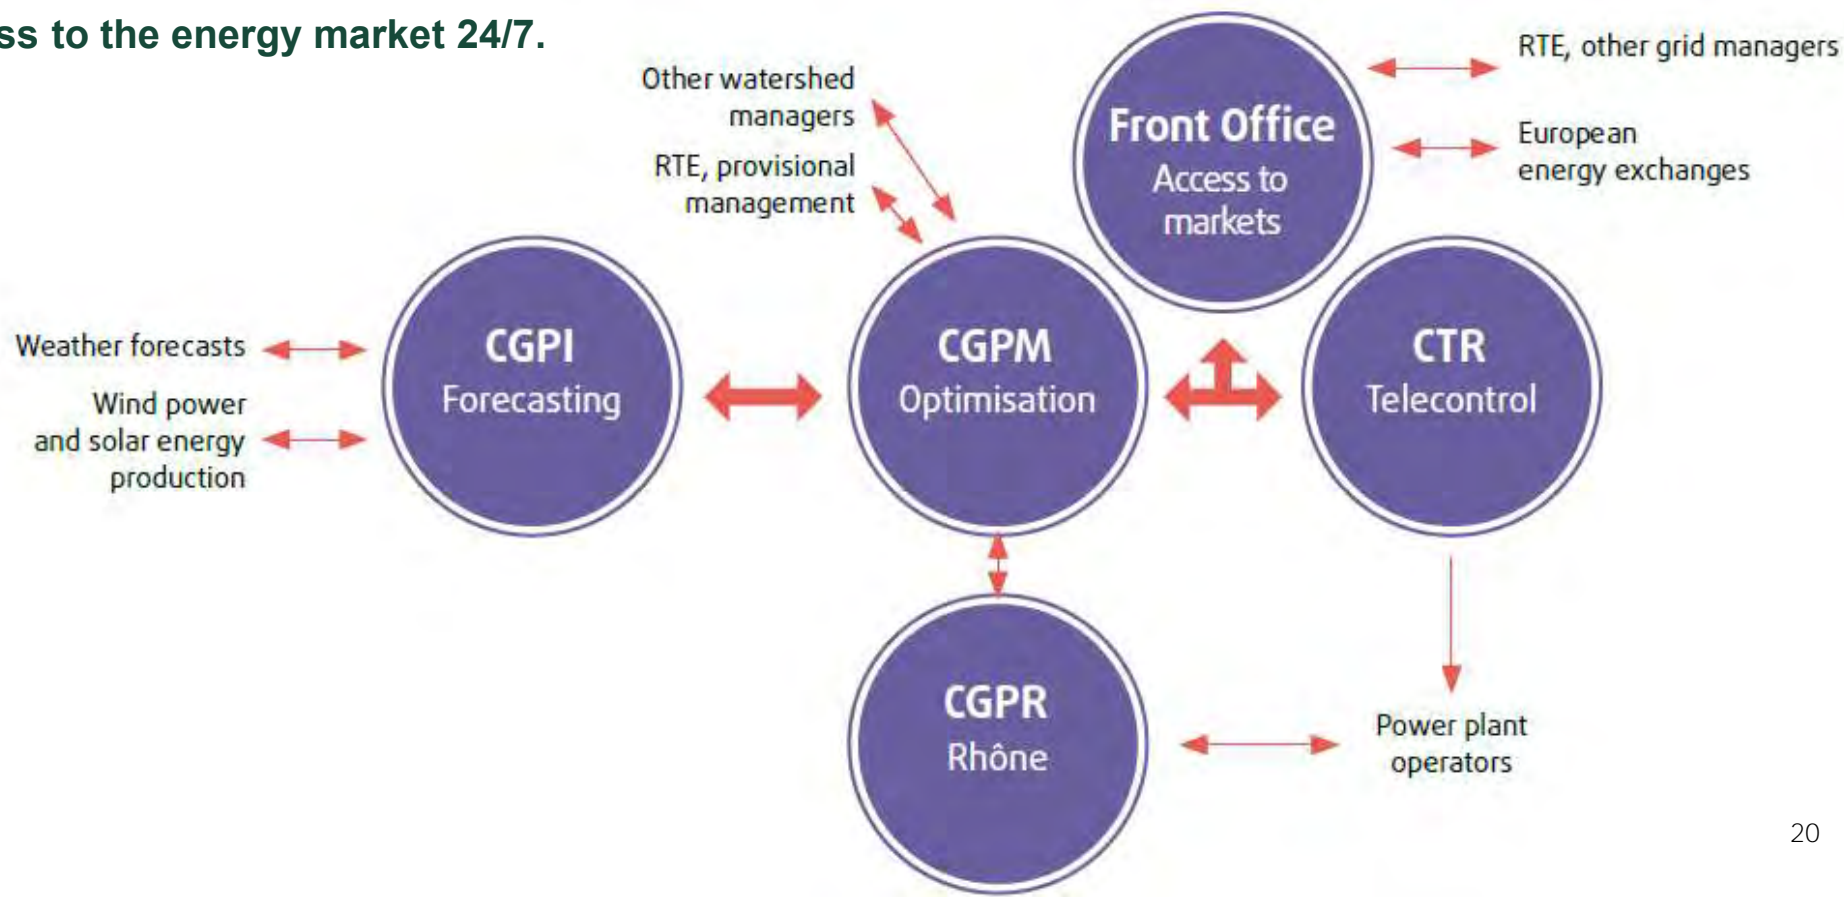 to the energy market 24/7.
Other watershed
managers
RTE, provisional
management
Front Office
Access to
markets
RTE, other grid managers
European
energy exchanges
Weather forecasts
Wind power
and solar energy
production
CGPI
Forecasting
CGPM
Optimisation
CTR
Telecontrol
CGPR
Rhône
Power plant
operators
20